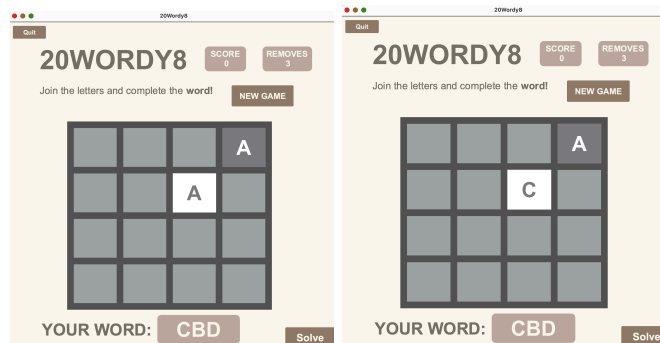 20Wordy8
Quit
20WORDY8
SCORE
0
REMOVES
3
Join the letters and complete the word!
NEW GAME
A
A
YOUR WORD: CBD
Solve
20Wordy8
Quit
20WORDY8
SCORE
0
REMOVES
3
Join the letters and complete the word!
NEW GAME
A
C
YOUR WORD: CBD
Solve